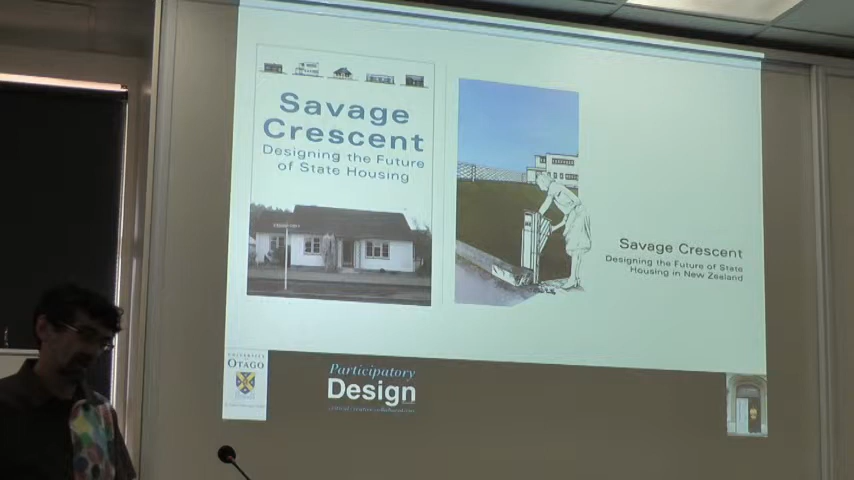 Savage
Crescent
Designing the Future
of State Housing
Savage Crescent
Designing the Future of State
Housing in New Zealand
UNIVERSITY
OTAGO
Participatory
Design